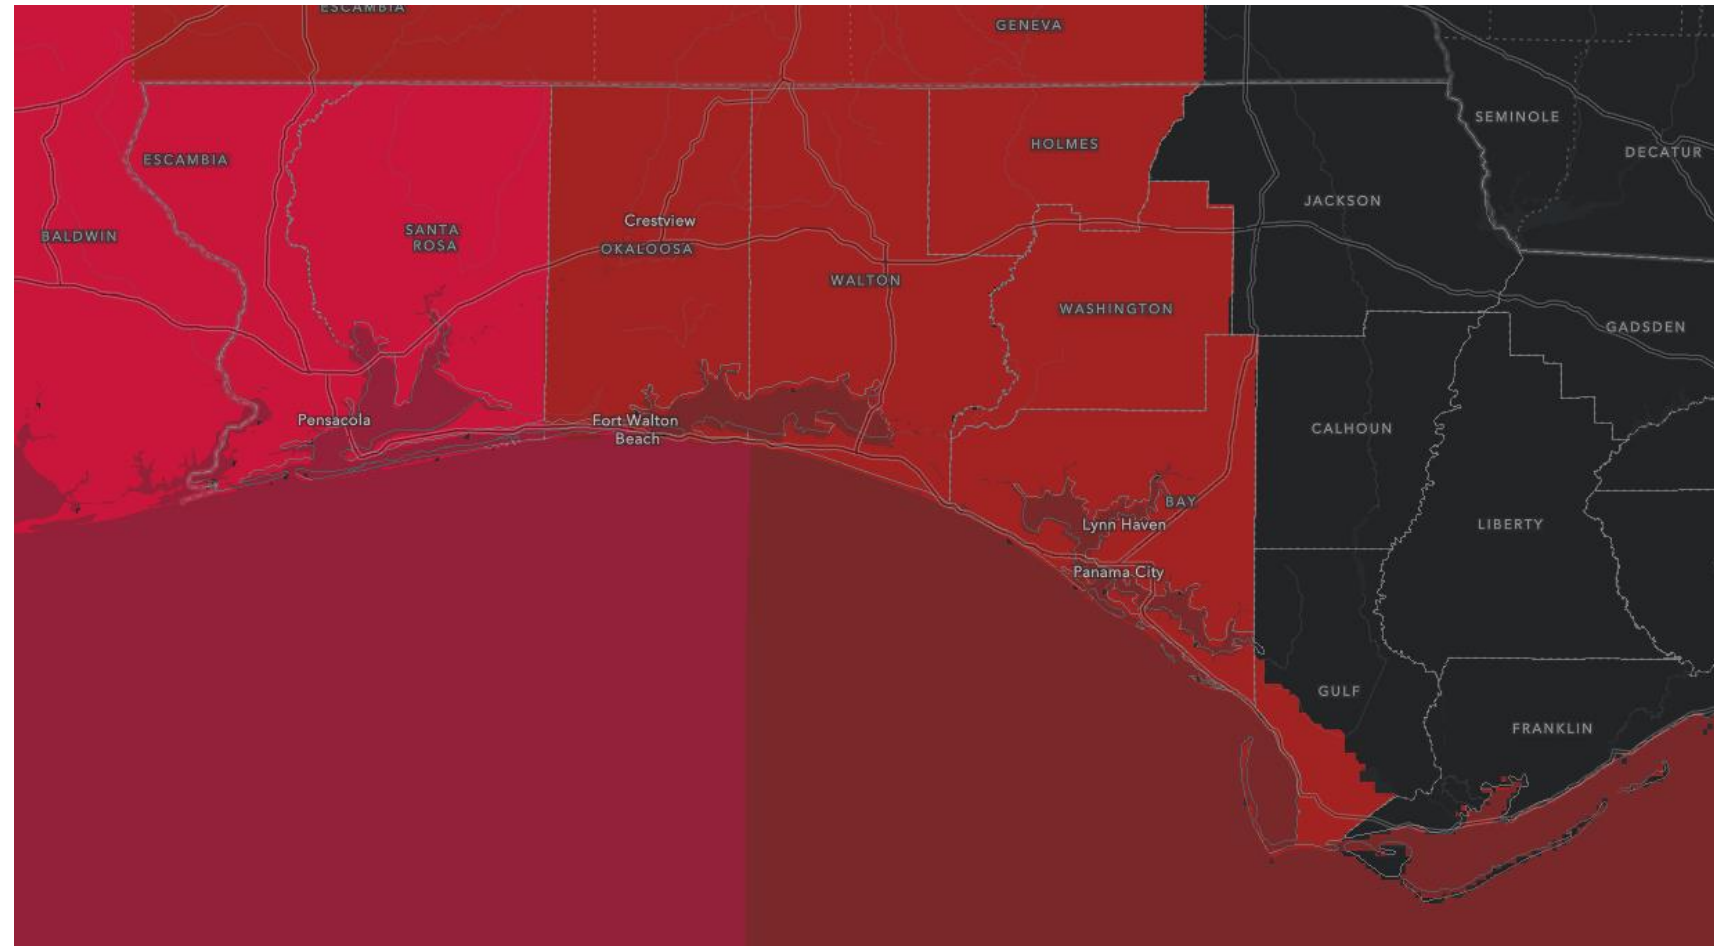 ESCAMBIA
GENEVA
SEMINOLE
HOLMES
DECATUR
ESCAMBIA
JACKSON
Crestview
SANTA
ROSA
BALDWIN
OKALOOSA
WALTON
WASHINGTON
GADSDEN
Pensacola
Fort Walton
Beach
CALHOUN
BAY
Lynn Haven
LIBERTY
Panama City
GULF
FRANKLIN